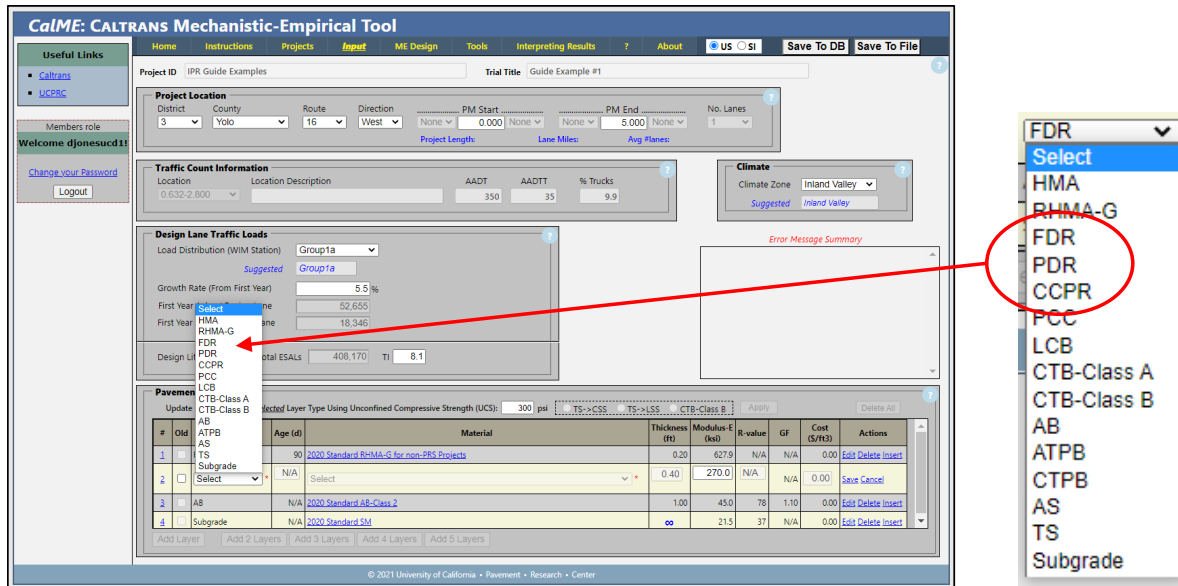 CalME: CALTRANS Mechanistic-Empirical Tool
Home Instructions Projects Input ME Design Tools Interpreting Results ? About US SI Save To DB Save To File
Useful Links
Caltrans
UCPRC
Members role
Welcome djonesucd1!
Change your Password
Logout
Project ID IPR Guide Examples Trial Title Guide Example #1 ?
Project Location ?
District County Route Direction .................. PM Start .................. .................. PM End .................. No. Lanes
3 Yolo 16 West None 0.000 None None 5.000 None 1
Project Length: Lane Miles: Avg #lanes:
Traffic Count Information ?
Location Location Description AADT AADTT % Trucks
0.632-2.800 350 35 9.9
Climate ?
Climate Zone Inland Valley
Suggested Inland Valley
Design Lane Traffic Loads ?
Load Distribution (WIM Station) Group1a
Suggested Group1a
Growth Rate (From First Year) 5.5 %
First Year ne 52,655
First Year ane 18,346
Design Li otal ESALs 408,170 TI 8.1
Error Message Summary
Select
HMA
RHMA-G
FDR
PDR
CCPR
PCC
LCB
CTB-Class A
CTB-Class B
AB
ATPB
AS
TS
Subgrade
Pavemen ?
Update elected Layer Type Using Unconfined Compressive Strength (UCS): 300 psi TS->CSS TS->LSS CTB-Class B Apply Delete All
# Old Age (d) Material Thickness (ft) Modulus-E (ksi) R-value GF Cost ($/ft3) Actions
1 90 2020 Standard RHMA-G for non-PRS Projects 0.20 627.9 N/A N/A 0.00 Edit Delete Insert
2 Select * N/A Select * 0.40 270.0 N/A N/A 0.00 Save Cancel
3 AB N/A 2020 Standard AB-Class 2 1.00 45.0 78 1.10 0.00 Edit Delete Insert
4 Subgrade N/A 2020 Standard SM ∞ 21.5 37 N/A 0.00 Edit Delete Insert
Add Layer Add 2 Layers Add 3 Layers Add 4 Layers Add 5 Layers
© 2021 University of California • Pavement • Research • Center
FDR
Select
HMA
RHMA-G
FDR
PDR
CCPR
PCC
LCB
CTB-Class A
CTB-Class B
AB
ATPB
CTPB
AS
TS
Subgrade